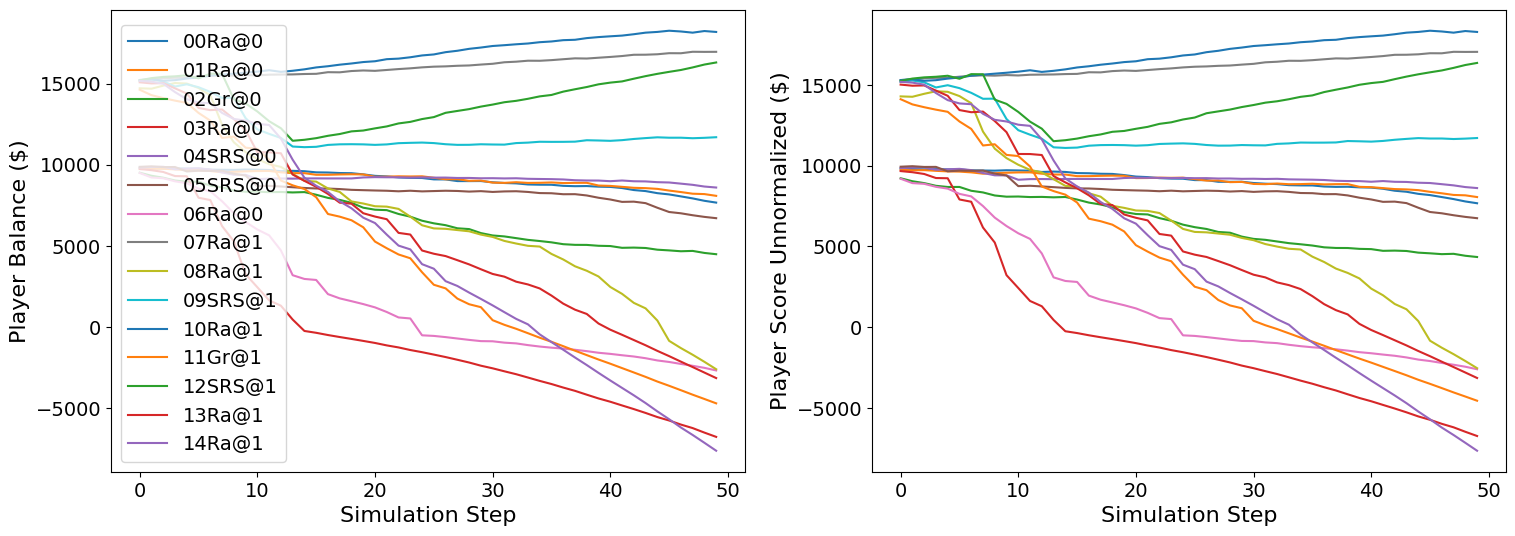 Player Balance ($)
15000
10000
5000
0
−5000
00Ra@0
01Ra@0
02Gr@0
03Ra@0
04SRS@0
05SRS@0
06Ra@0
07Ra@1
08Ra@1
09SRS@1
10Ra@1
11Gr@1
12SRS@1
13Ra@1
14Ra@1
0 10 20 30 40 50
Simulation Step
Player Score Unnormalized ($)
15000
10000
5000
0
−5000
0 10 20 30 40 50
Simulation Step